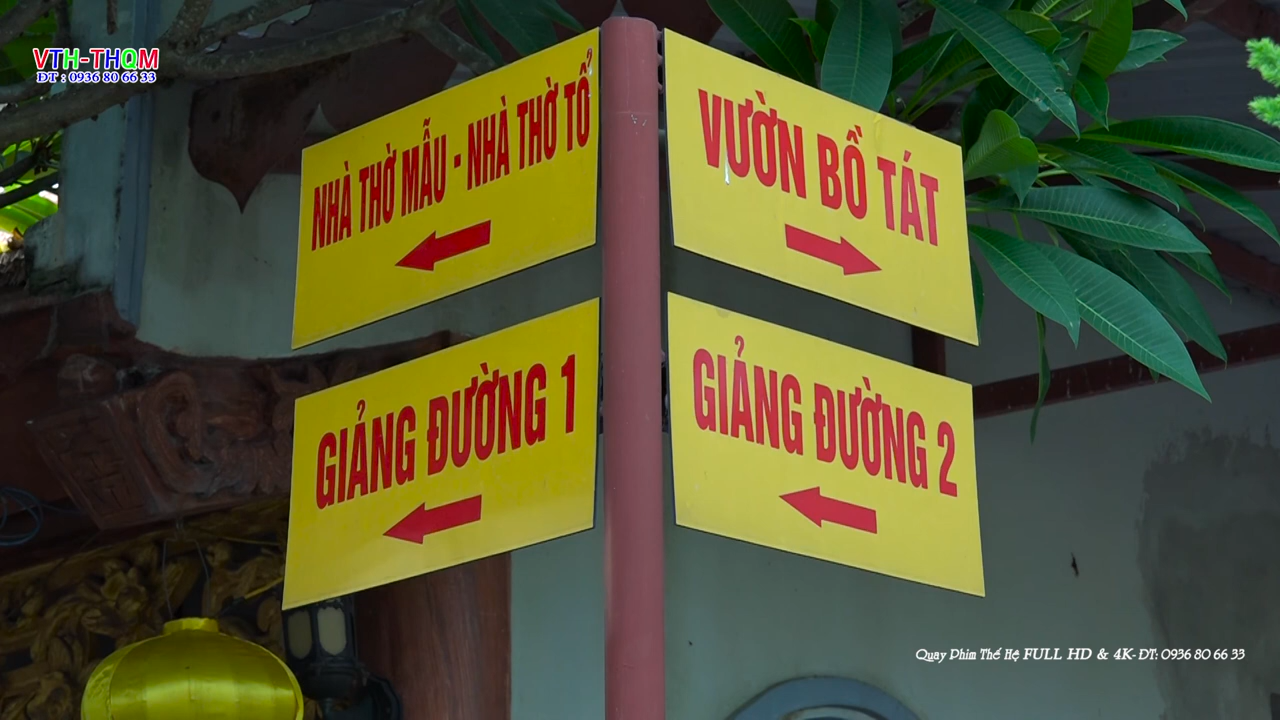 VTH-THQM
ĐT : 0936 80 66 33
NHÀ THỜ MẪU - NHÀ THỜ TỔ
VƯỜN BỒ TÁT
GIẢNG ĐƯỜNG 1
GIẢNG ĐƯỜNG 2
Quay Phim Thế Hệ FULL HD & 4K- ĐT: 0936 80 66 33